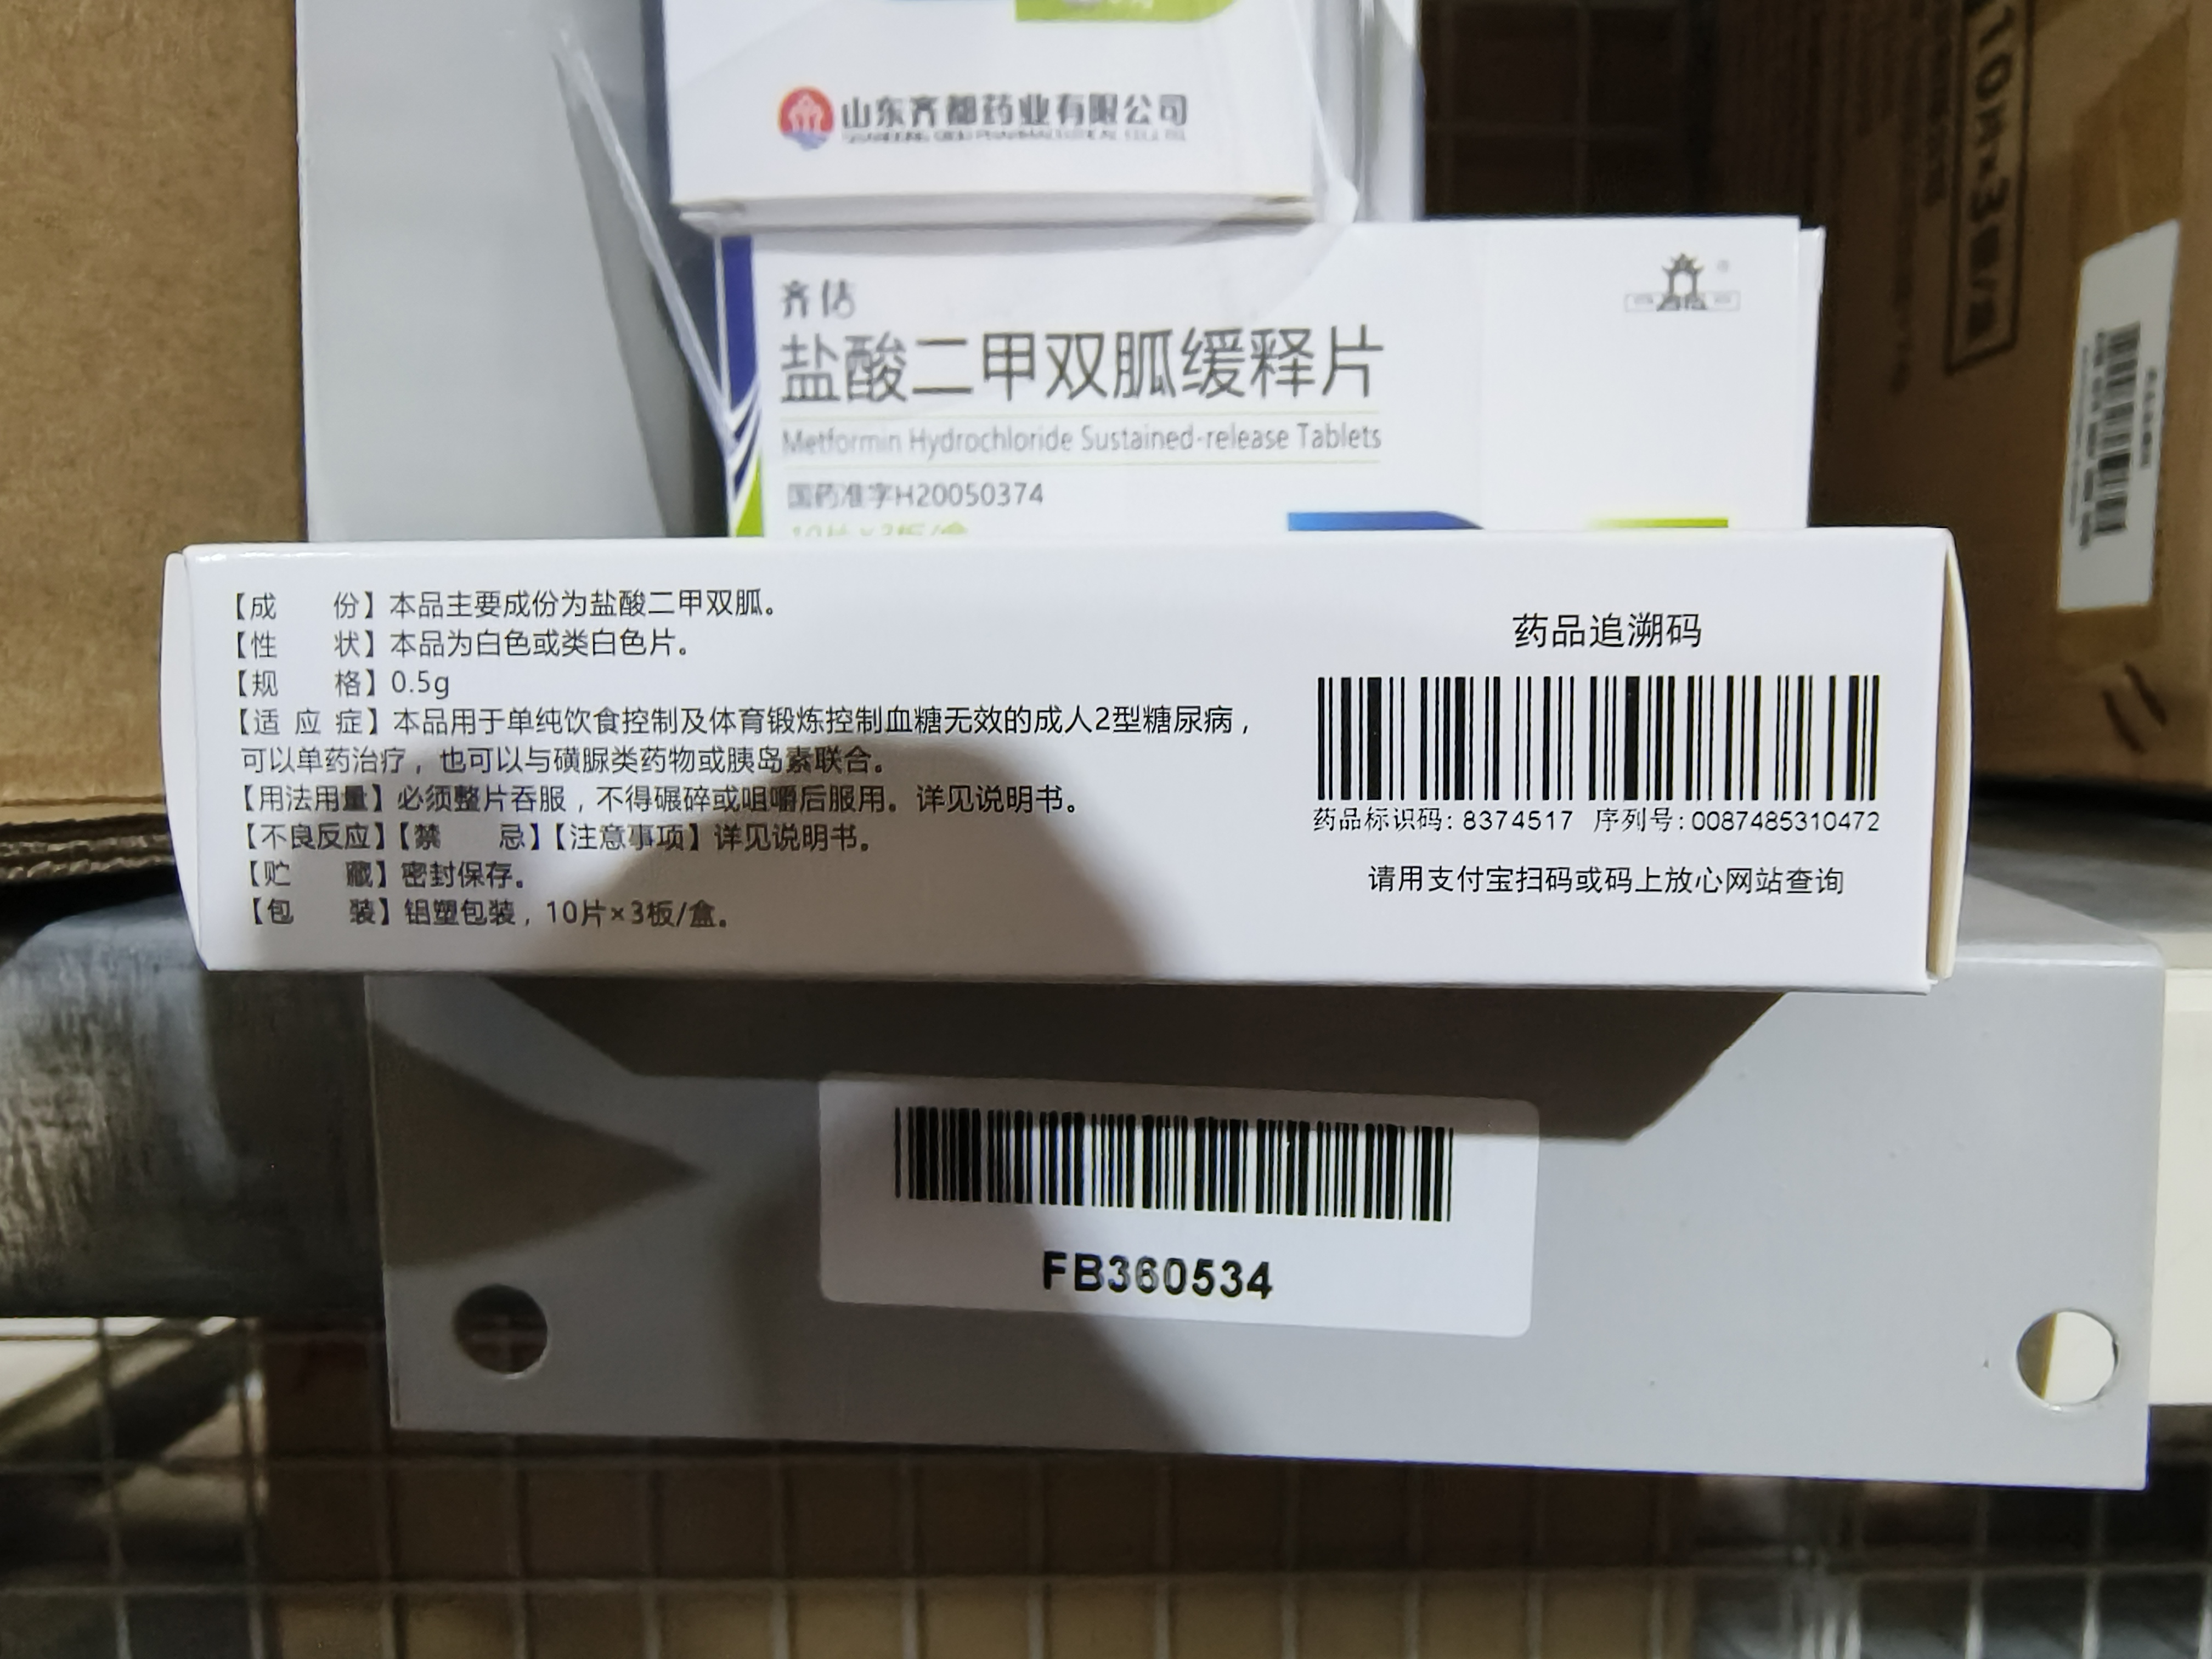 山东齐都药业有限公司
盐酸二甲双胍缓释片
Metformin Hydrochloride Sustained-release Tablets
国药准字H20050374
10片×3板/盒
【成 份】本品主要成份为盐酸二甲双胍。
【性 状】本品为白色或类白色片。
【规 格】0.5g
【适 应 症】本品用于单纯饮食控制及体育锻炼控制血糖无效的成人2型糖尿病，
可以单药治疗，也可以与磺脲类药物或胰岛素联合。
【用法用量】必须整片吞服，不得碾碎或咀嚼后服用。详见说明书。
【不良反应】【禁 忌】【注意事项】详见说明书。
【贮 藏】密封保存。
【包 装】铝塑包装，10片×3板/盒。
药品追溯码
药品标识码: 8374517 序列号: 0087485310472
请用支付宝扫码或码上放心网站查询
FB360534